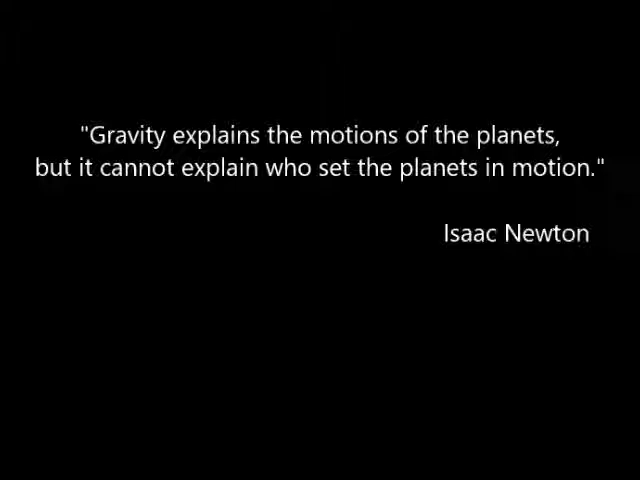 "Gravity explains the motions of the planets,
but it cannot explain who set the planets in motion."
Isaac Newton